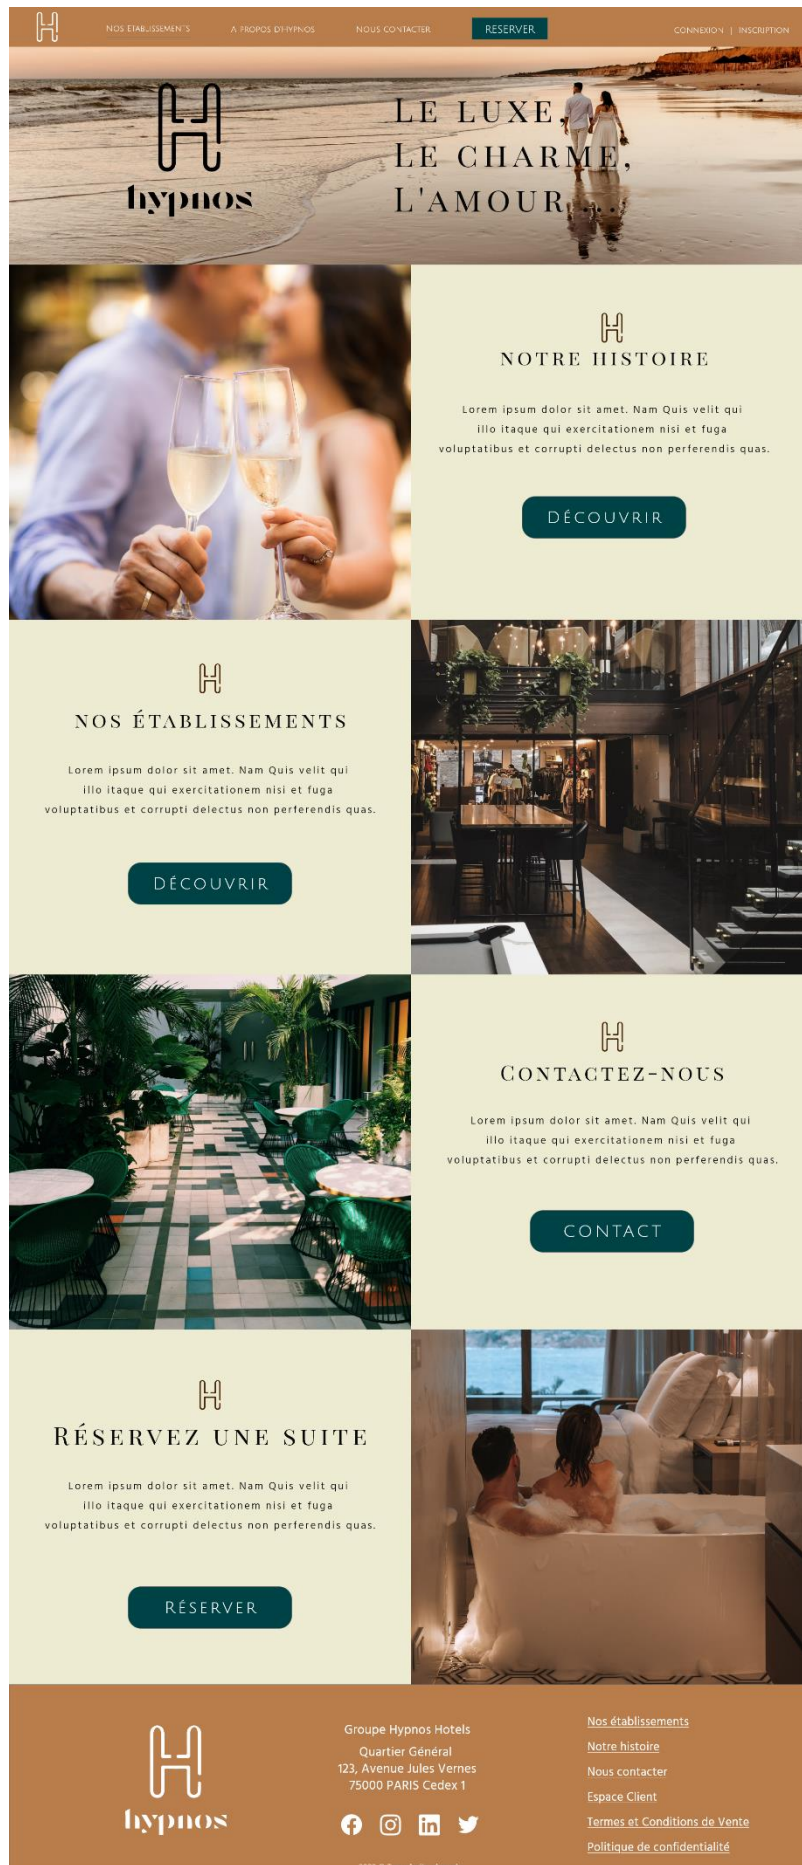 NOS ETABLISSEMENTS
A PROPOS D'HYPNOS
NOUS CONTACTER
RESERVER
CONNEXION | INSCRIPTION
hypnos
Le luxe,
Le charme,
L'amour ...
notre histoire
Lorem ipsum dolor sit amet. Nam Quis velit qui
illo itaque qui exercitationem nisi et fuga
voluptatibus et corrupti delectus non perferendis quas.
Découvrir
nos établissements
Lorem ipsum dolor sit amet. Nam Quis velit qui
illo itaque qui exercitationem nisi et fuga
voluptatibus et corrupti delectus non perferendis quas.
Découvrir
Contactez-nous
Lorem ipsum dolor sit amet. Nam Quis velit qui
illo itaque qui exercitationem nisi et fuga
voluptatibus et corrupti delectus non perferendis quas.
contact
Réservez une suite
Lorem ipsum dolor sit amet. Nam Quis velit qui
illo itaque qui exercitationem nisi et fuga
voluptatibus et corrupti delectus non perferendis quas.
Réserver
hypnos
Groupe Hypnos Hotels
Quartier Général
123, Avenue Jules Vernes
75000 PARIS Cedex 1
Nos établissements
Notre histoire
Nous contacter
Espace Client
Termes et Conditions de Vente
Politique de confidentialité